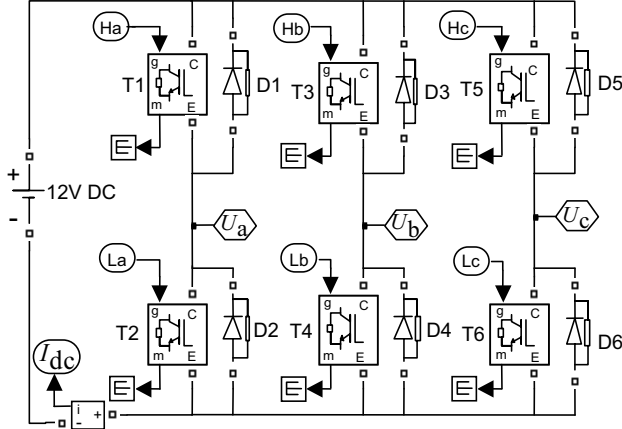 Ha
Hb
Hc
g C
T1
m E
D1
g C
T3
m E
D3
g C
T5
m E
D5
+
12V DC
-
Ua
Ub
Uc
La
Lb
Lc
g C
T2
m E
D2
g C
T4
m E
D4
g C
T6
m E
D6
Idc
i
- +